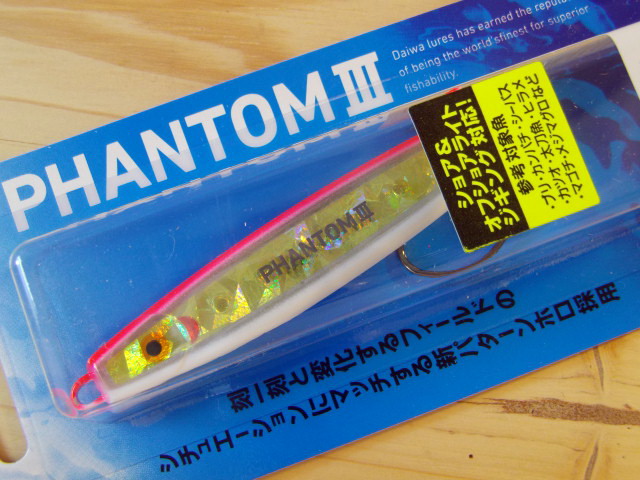 PHANTOM III
Daiwa lures has earned the reputa
of being the world'sfinest for superior
fishability.
ショア&
オフショアライト
ジギング対応!
参考対象魚
・ブリ・カンパチ・シーバス
・カツオ・太刀魚・ヒラメ
・マゴチ・メジマグロなど
PHANTOM III
刻一刻と変化するフィールドの
シチュエーションにマッチする新パターンホロ採用